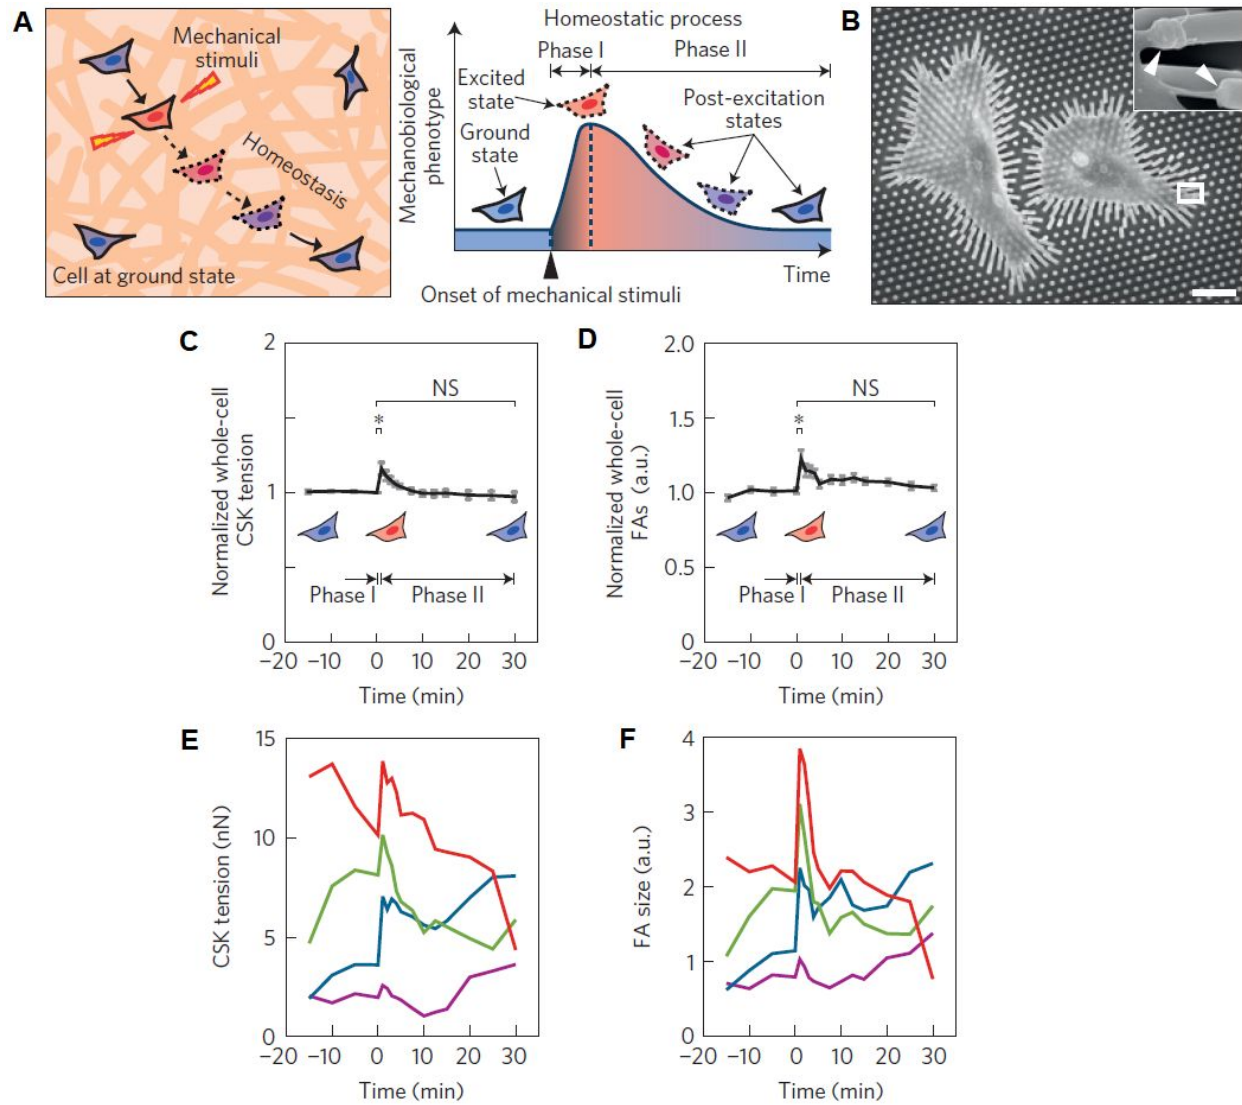 A
Mechanical
stimuli
Homeostasis
Cell at ground state
Homeostatic process
Phase I
Phase II
Excited
state
Ground
state
Post-excitation
states
Mechanobiological
phenotype
Time
Onset of mechanical stimuli
B
C
Normalized whole-cell
CSK tension
2
1
0
NS
*
Phase I
Phase II
−20
−10
0
10
20
30
Time (min)
D
Normalized whole-cell
FAs (a.u.)
2.0
1.5
1.0
0.5
0
NS
*
Phase I
Phase II
−20
−10
0
10
20
30
Time (min)
E
CSK tension (nN)
15
10
5
0
−20
−10
0
10
20
30
Time (min)
F
FA size (a.u.)
4
3
2
1
0
−20
−10
0
10
20
30
Time (min)